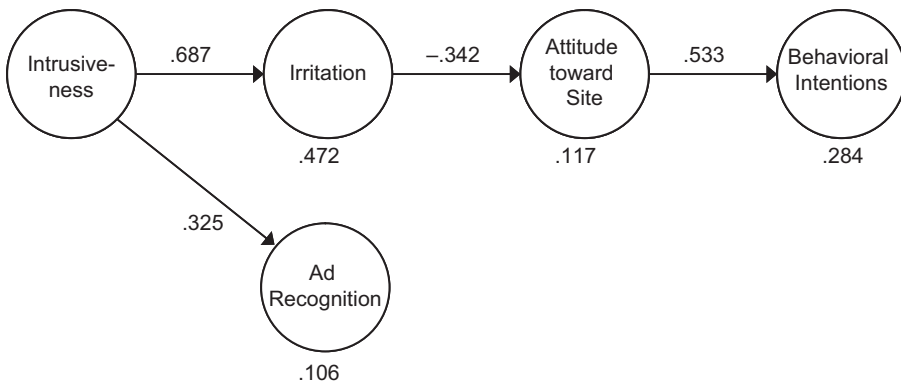 Intrusive-
ness
.687
Irritation
.472
–.342
Attitude
toward
Site
.117
.533
Behavioral
Intentions
.284
.325
Ad
Recognition
.106